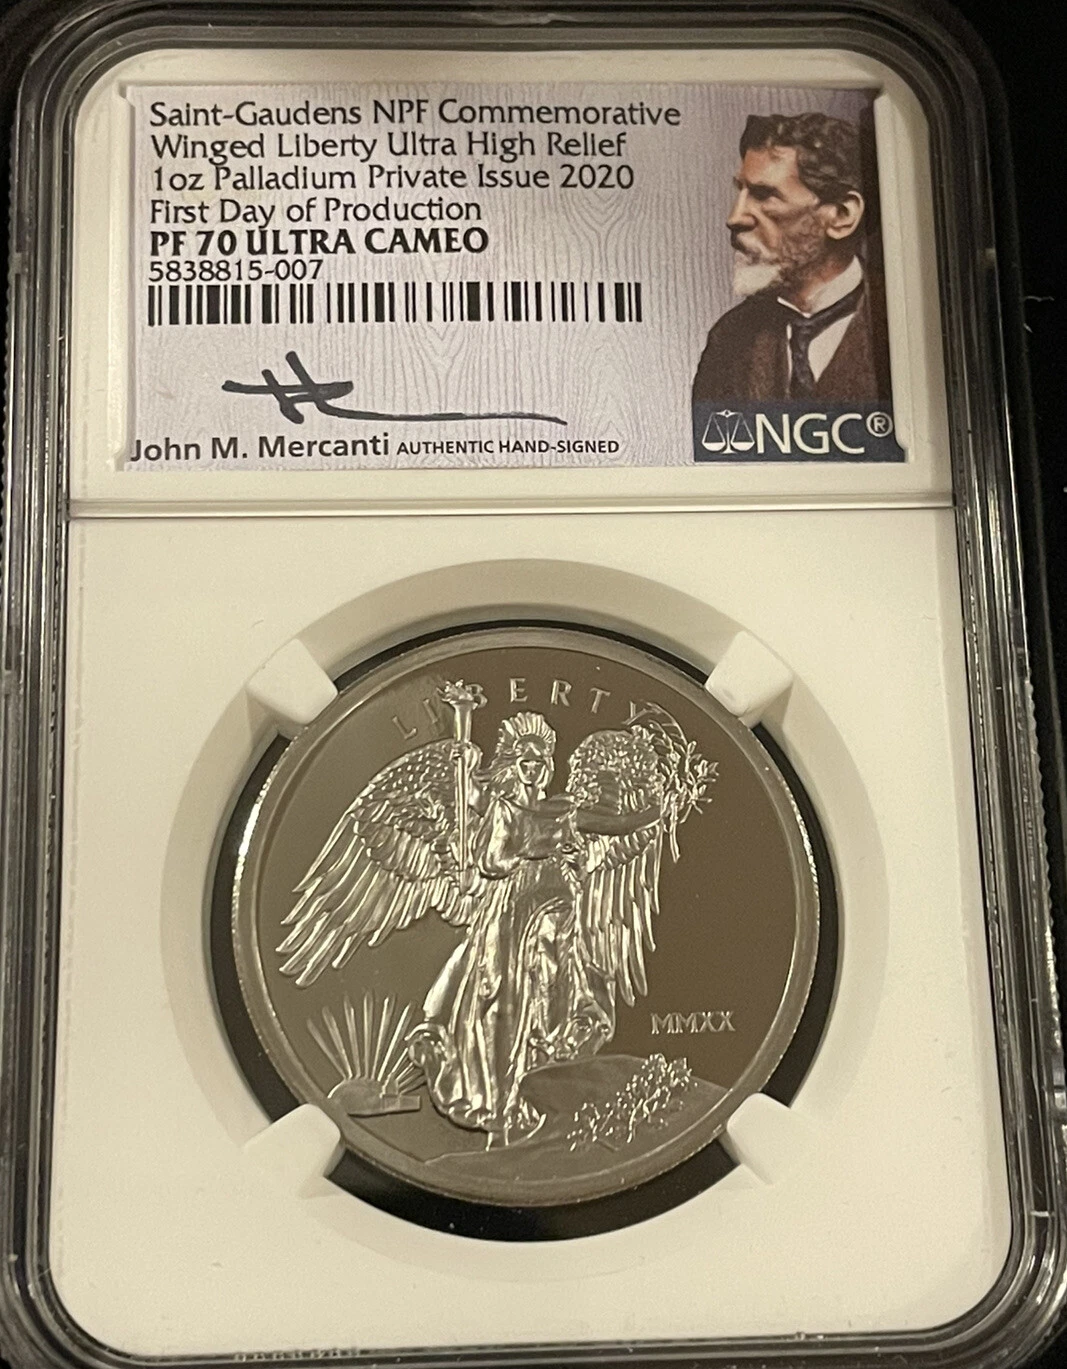 Saint-Gaudens NPF Commemorative
Winged Liberty Ultra High Relief
1oz Palladium Private Issue 2020
First Day of Production
PF 70 ULTRA CAMEO
5838815-007
John M. Mercanti AUTHENTIC HAND-SIGNED
NGC®
LIBERTY
MMXX